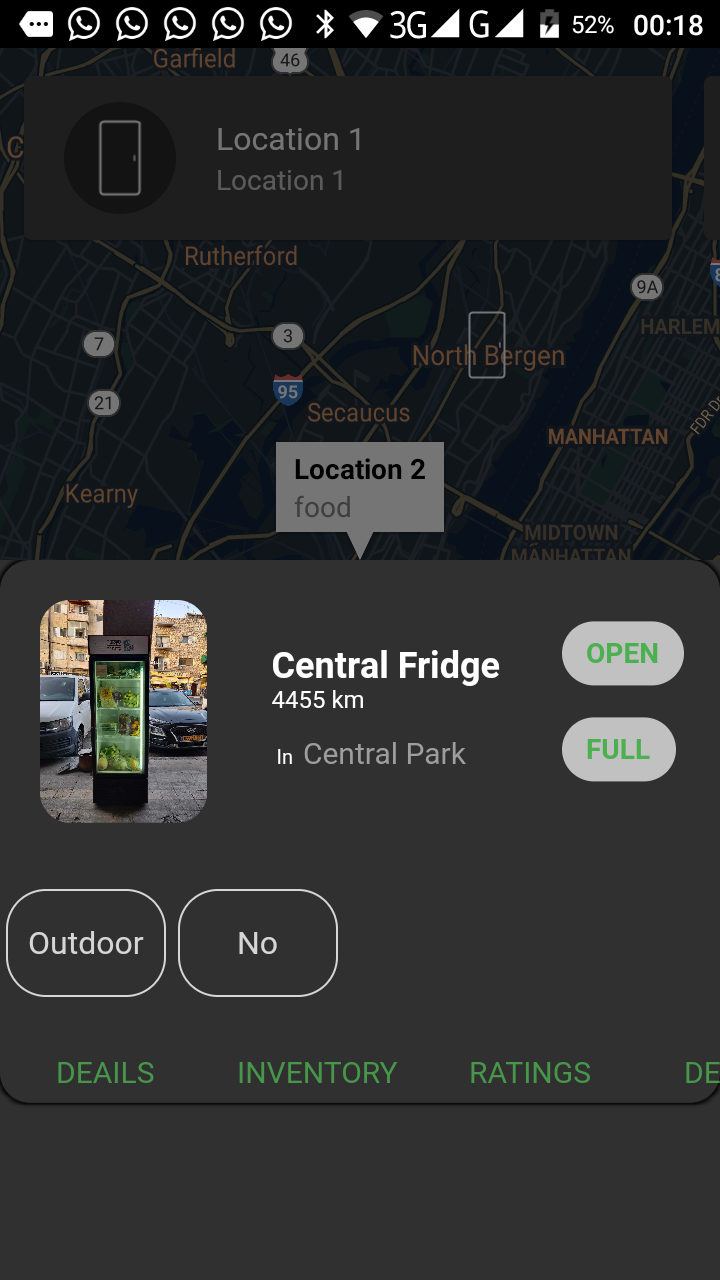 3G G 52% 00:18
Garfield 46
C
Location 1
Location 1
Rutherford
9A
HARLEM
7 3
North Bergen
95
21
Secaucus
FDR Dr
MANHATTAN
Location 2
Kearny
food
MIDTOWN
MANHATTAN
Central Fridge
OPEN
4455 km
In Central Park
FULL
Outdoor No
DEAILS INVENTORY RATINGS DE